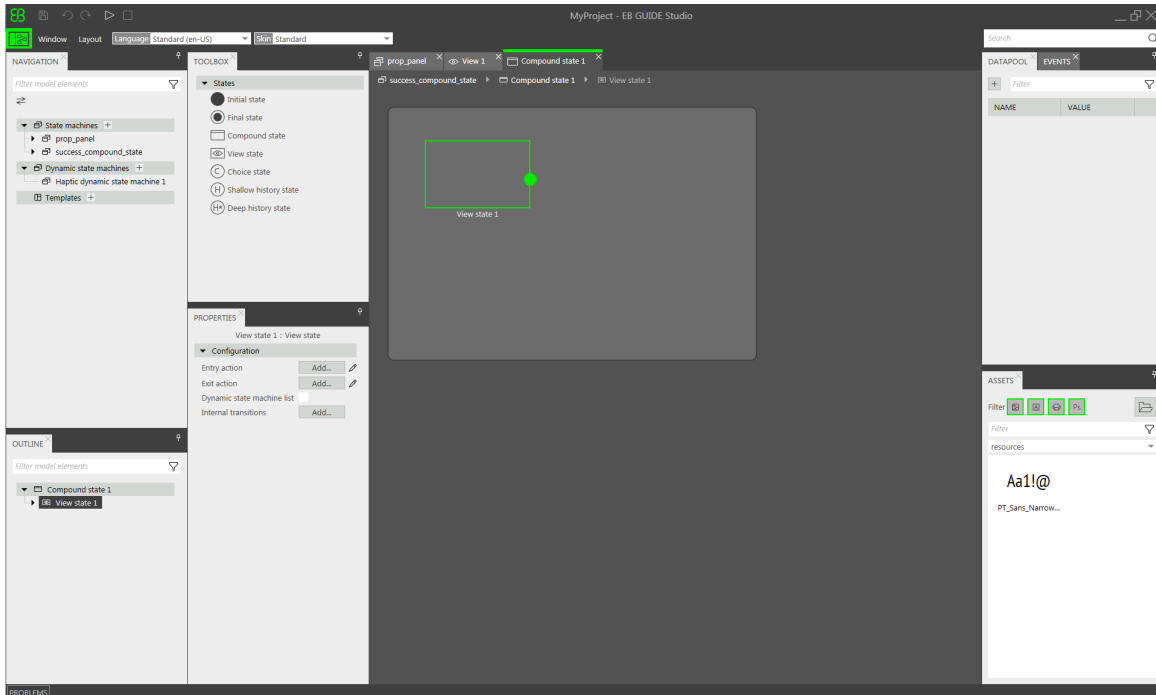 EB
MyProject - EB GUIDE Studio
Window Layout Language Standard (en-US) Skin Standard
Search
NAVIGATION
Filter model elements
State machines +
prop_panel
success_compound_state
Dynamic state machines +
Haptic dynamic state machine 1
Templates +
OUTLINE
Filter model elements
Compound state 1
View state 1
TOOLBOX
States
Initial state
Final state
Compound state
View state
C Choice state
H Shallow history state
H* Deep history state
PROPERTIES
View state 1 : View state
Configuration
Entry action Add...
Exit action Add...
Dynamic state machine list
Internal transitions Add...
prop_panel View 1 Compound state 1
success_compound_state Compound state 1 View state 1
View state 1
DATAPOOL EVENTS
+ Filter
NAME VALUE
ASSETS
Filter A Ps
Filter
resources
Aa1!@
PT_Sans_Narrow...
PROBLEMS